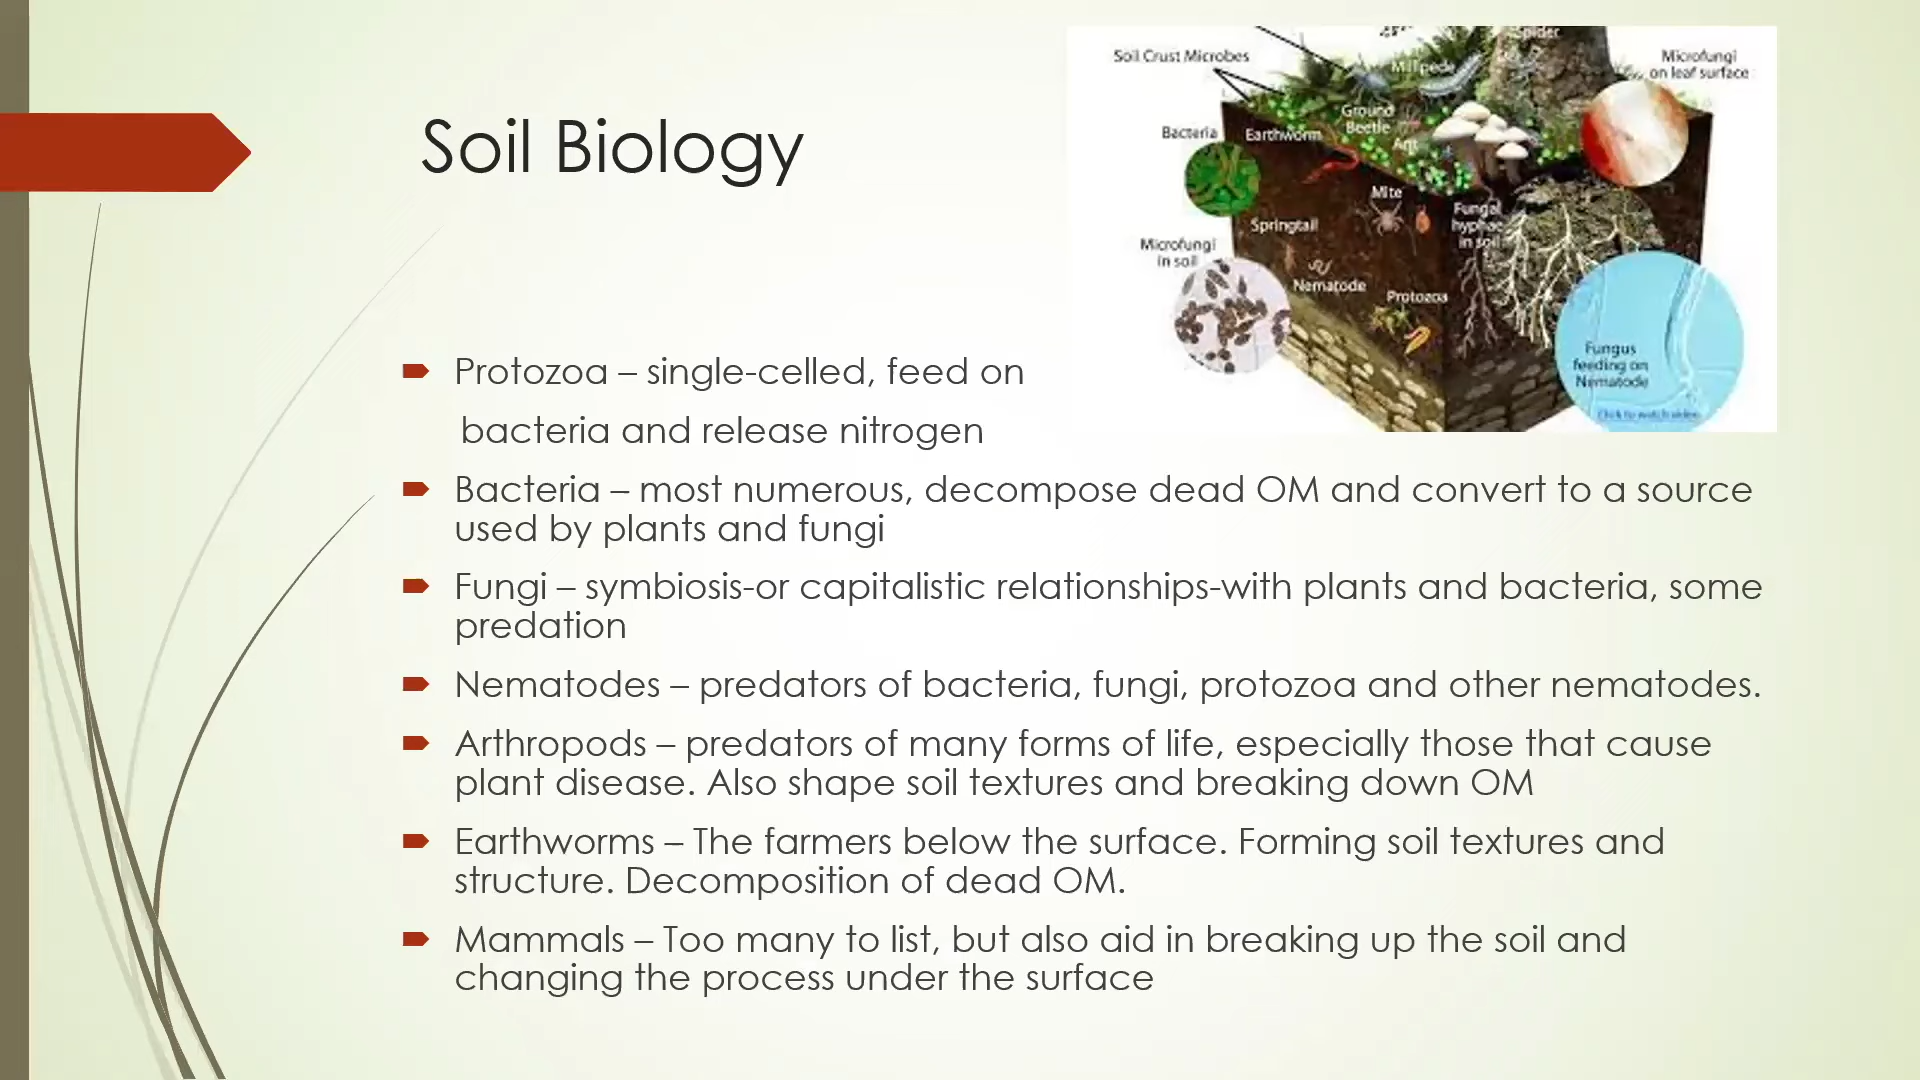 Soil Biology
Spider
Soil Crust Microbes
Millipede
Microfungi
on leaf surface
Ground
Beetle
Bacteria
Earthworm
Ant
Mite
Fungal
hyphae
in soil
Springtail
Microfungi
in soil
Nematode
Protozoa
Fungus
feeding on
Nematode
Click to watch video
Protozoa – single-celled, feed on
bacteria and release nitrogen
Bacteria – most numerous, decompose dead OM and convert to a source
used by plants and fungi
Fungi – symbiosis-or capitalistic relationships-with plants and bacteria, some
predation
Nematodes – predators of bacteria, fungi, protozoa and other nematodes.
Arthropods – predators of many forms of life, especially those that cause
plant disease. Also shape soil textures and breaking down OM
Earthworms – The farmers below the surface. Forming soil textures and
structure. Decomposition of dead OM.
Mammals – Too many to list, but also aid in breaking up the soil and
changing the process under the surface